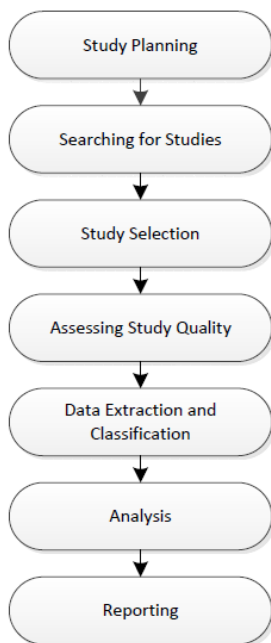 Study Planning
Searching for Studies
Study Selection
Assessing Study Quality
Data Extraction and
Classification
Analysis
Reporting